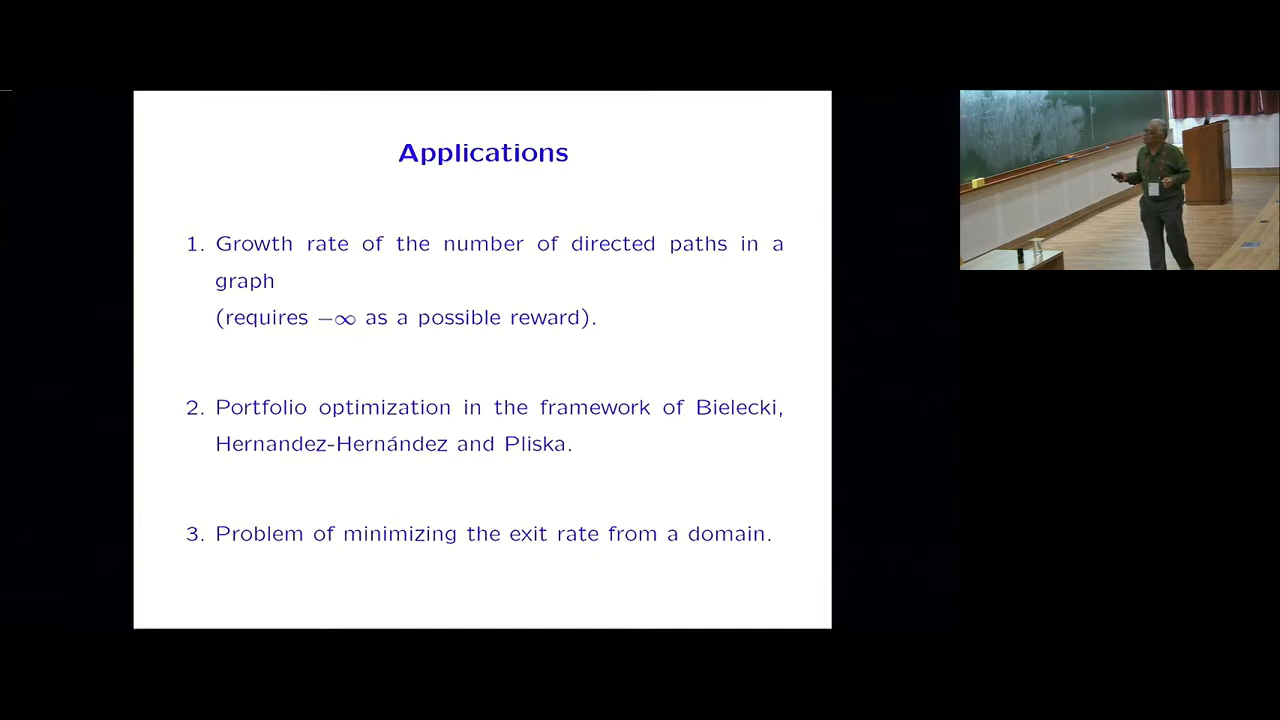 Applications
1. Growth rate of the number of directed paths in a
graph
(requires −∞ as a possible reward).
2. Portfolio optimization in the framework of Bielecki,
Hernandez-Hernández and Pliska.
3. Problem of minimizing the exit rate from a domain.